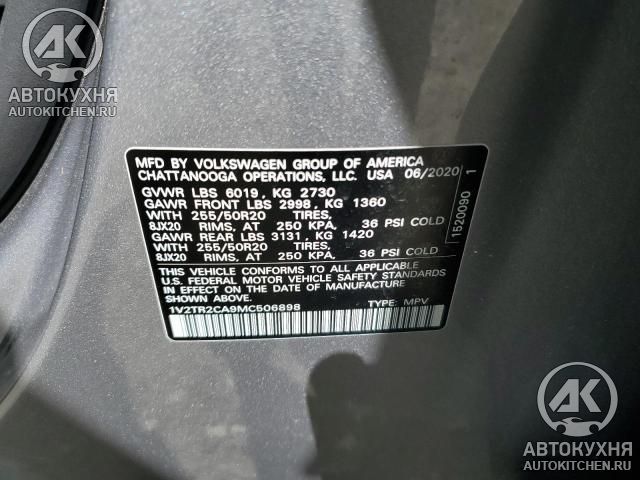 AK
АВТОКУХНЯ
AUTOKITCHEN.RU
MFD BY VOLKSWAGEN GROUP OF AMERICA
CHATTANOOGA OPERATIONS, LLC. USA 06/2020
GVWR LBS 6019, KG 2730
GAWR FRONT LBS 2998, KG 1360
WITH 255/50R20 TIRES,
8JX20 RIMS, AT 250 KPA, 36 PSI COLD
GAWR REAR LBS 3131, KG 1420
WITH 255/50R20 TIRES,
8JX20 RIMS, AT 250 KPA, 36 PSI COLD
THIS VEHICLE CONFORMS TO ALL APPLICABLE
U.S. FEDERAL MOTOR VEHICLE SAFETY STANDARDS
IN EFFECT ON THE DATE OF MANUFACTURE
SHOWN ABOVE
1V2TR2CA9MC506898 TYPE: MPV
1520090 1
AK
АВТОКУХНЯ
AUTOKITCHEN.RU